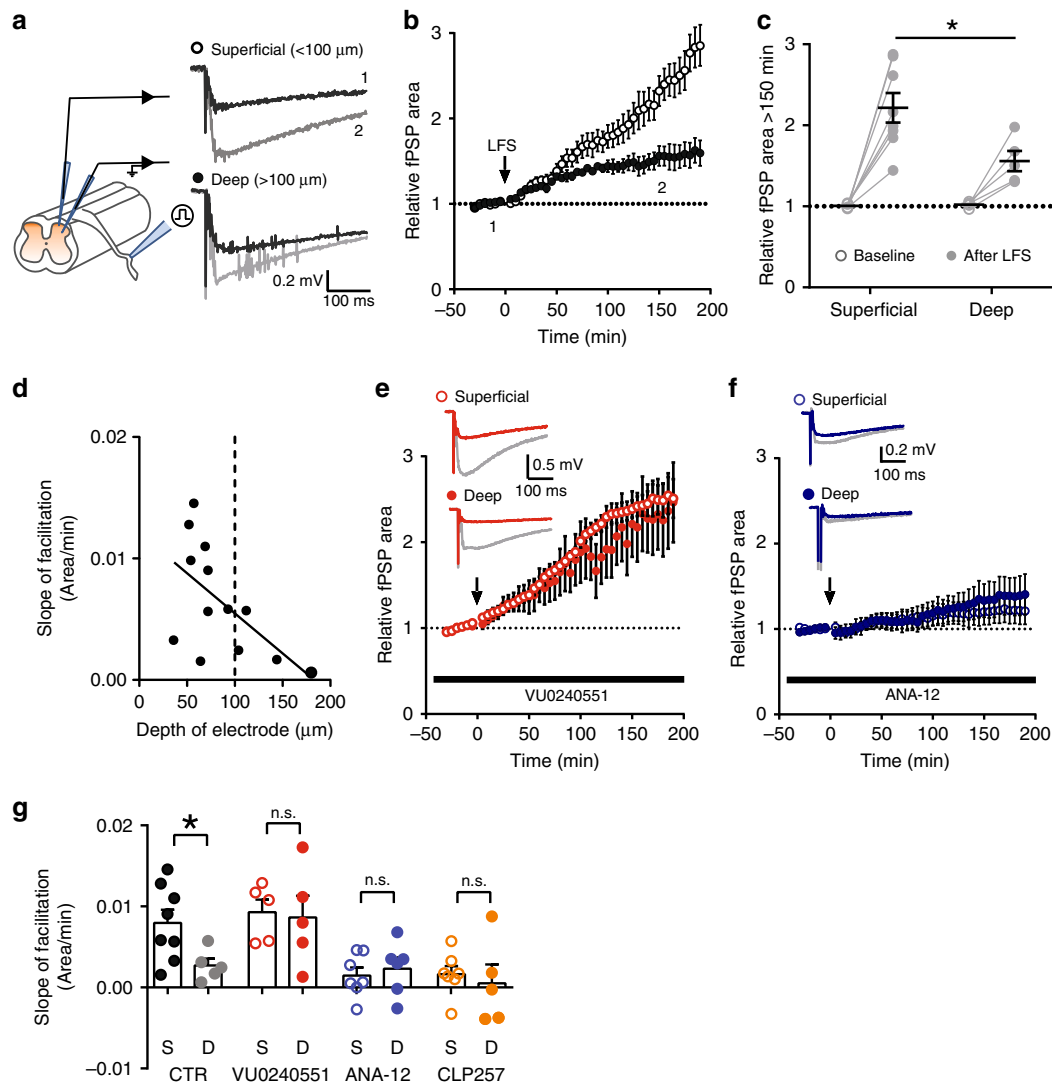 a
Superficial (<100 μm)
1
2
Deep (>100 μm)
0.2 mV
100 ms
b
Relative fPSP area
3
2
1
0
LFS
1
2
−50 0 50 100 150 200
Time (min)
c
Relative fPSP area >150 min
3
2
1
0
*
Baseline
After LFS
Superficial
Deep
d
Slope of facilitation
(Area/min)
0.02
0.01
0.00
0 50 100 150 200
Depth of electrode (μm)
e
Superficial
0.5 mV
100 ms
Deep
Relative fPSP area
3
2
1
0
VU0240551
−50 0 50 100 150 200
Time (min)
f
Superficial
0.2 mV
100 ms
Deep
Relative fPSP area
3
2
1
0
ANA-12
−50 0 50 100 150 200
Time (min)
g
Slope of facilitation
(Area/min)
0.02
0.01
0.00
−0.01
*
n.s.
n.s.
n.s.
S D S D S D S D
CTR VU0240551 ANA-12 CLP257